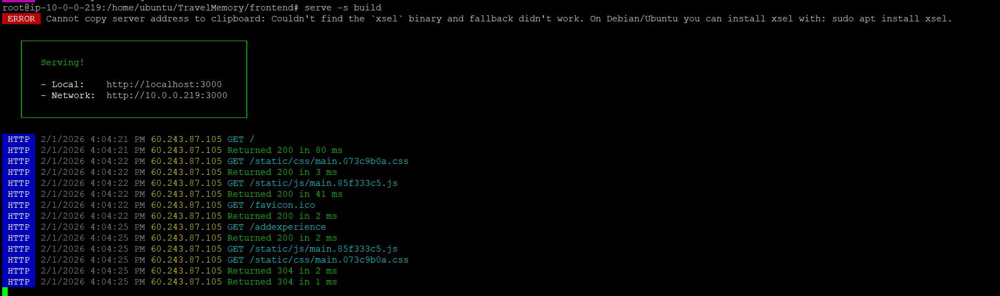 root@ip-10-0-0-219:/home/ubuntu/TravelMemory/frontend# serve -s build
ERROR Cannot copy server address to clipboard: Couldn't find the `xsel` binary and fallback didn't work. On Debian/Ubuntu you can install xsel with: sudo apt install xsel.
Serving!
- Local: http://localhost:3000
- Network: http://10.0.0.219:3000
HTTP 2/1/2026 4:04:21 PM 60.243.87.105 GET /
HTTP 2/1/2026 4:04:21 PM 60.243.87.105 Returned 200 in 80 ms
HTTP 2/1/2026 4:04:22 PM 60.243.87.105 GET /static/css/main.073c9b0a.css
HTTP 2/1/2026 4:04:22 PM 60.243.87.105 Returned 200 in 3 ms
HTTP 2/1/2026 4:04:22 PM 60.243.87.105 GET /static/js/main.85f333c5.js
HTTP 2/1/2026 4:04:22 PM 60.243.87.105 Returned 200 in 41 ms
HTTP 2/1/2026 4:04:22 PM 60.243.87.105 GET /favicon.ico
HTTP 2/1/2026 4:04:22 PM 60.243.87.105 Returned 200 in 2 ms
HTTP 2/1/2026 4:04:25 PM 60.243.87.105 GET /addexperience
HTTP 2/1/2026 4:04:25 PM 60.243.87.105 Returned 200 in 2 ms
HTTP 2/1/2026 4:04:25 PM 60.243.87.105 GET /static/js/main.85f333c5.js
HTTP 2/1/2026 4:04:25 PM 60.243.87.105 GET /static/css/main.073c9b0a.css
HTTP 2/1/2026 4:04:25 PM 60.243.87.105 Returned 304 in 2 ms
HTTP 2/1/2026 4:04:25 PM 60.243.87.105 Returned 304 in 1 ms